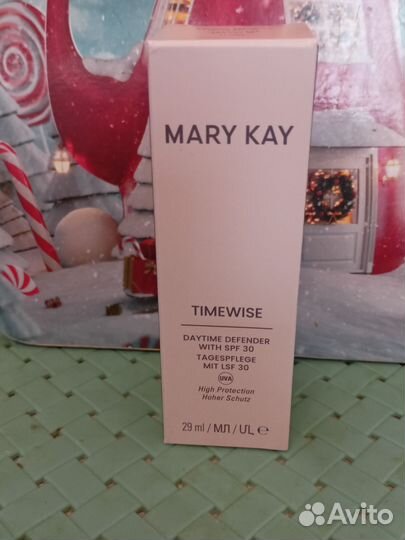 MARY KAY
TIMEWISE
DAYTIME DEFENDER
WITH SPF 30
TAGESPFLEGE
MIT LSF 30
UVA
High Protection
Hoher Schutz
29 ml / МЛ / ՄԼ e
Avito